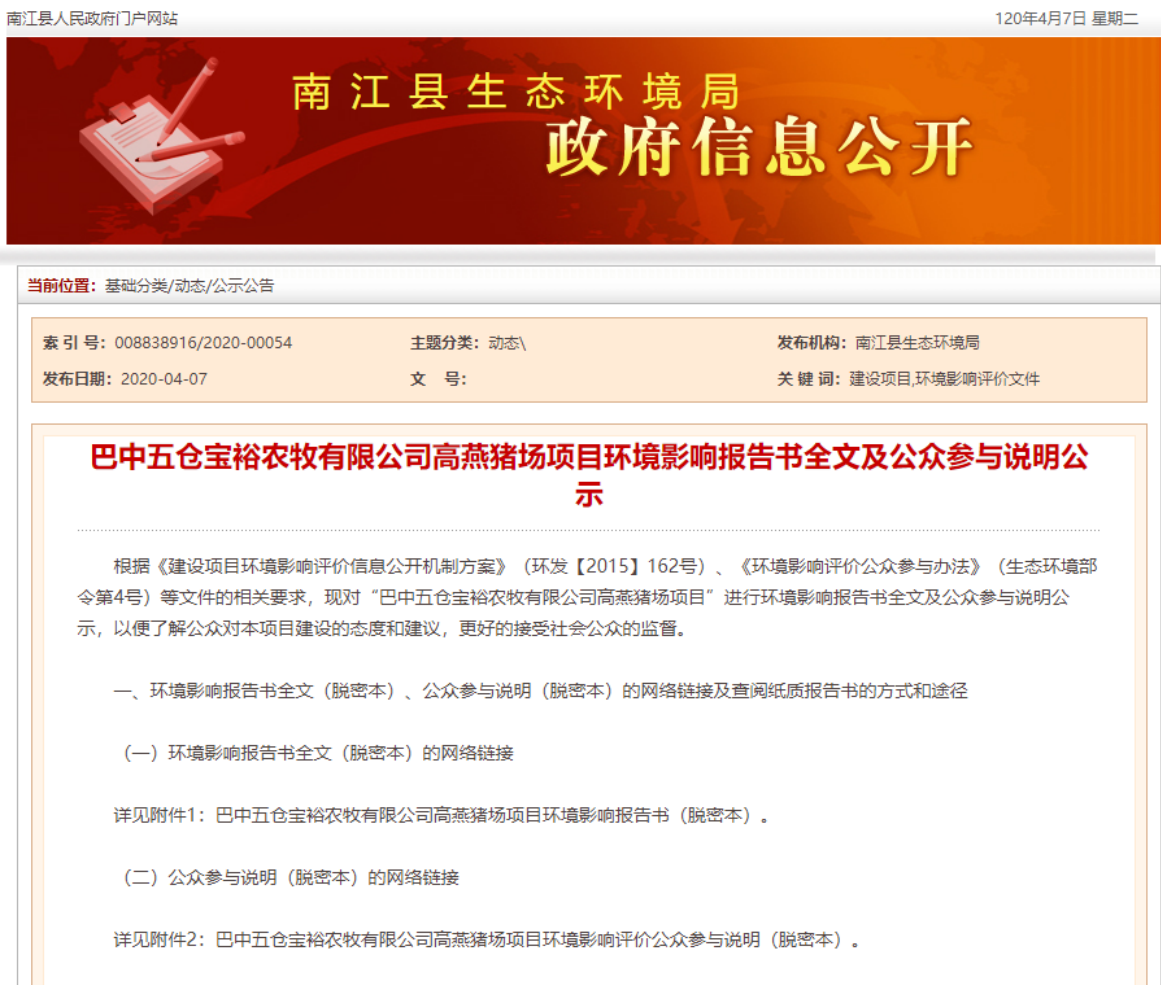 南江县人民政府门户网站 120年4月7日 星期二
南江县生态环境局
政府信息公开
当前位置：基础分类/动态/公示公告
索 引 号：008838916/2020-00054 主题分类：动态\ 发布机构：南江县生态环境局
发布日期：2020-04-07 文 号： 关 键 词：建设项目,环境影响评价文件
巴中五仓宝裕农牧有限公司高燕猪场项目环境影响报告书全文及公众参与说明公
示
根据《建设项目环境影响评价信息公开机制方案》（环发【2015】162号）、《环境影响评价公众参与办法》（生态环境部
令第4号）等文件的相关要求，现对“巴中五仓宝裕农牧有限公司高燕猪场项目”进行环境影响报告书全文及公众参与说明公
示，以便了解公众对本项目建设的态度和建议，更好的接受社会公众的监督。
一、环境影响报告书全文（脱密本）、公众参与说明（脱密本）的网络链接及查阅纸质报告书的方式和途径
（一）环境影响报告书全文（脱密本）的网络链接
详见附件1：巴中五仓宝裕农牧有限公司高燕猪场项目环境影响报告书（脱密本）。
（二）公众参与说明（脱密本）的网络链接
详见附件2：巴中五仓宝裕农牧有限公司高燕猪场项目环境影响评价公众参与说明（脱密本）。